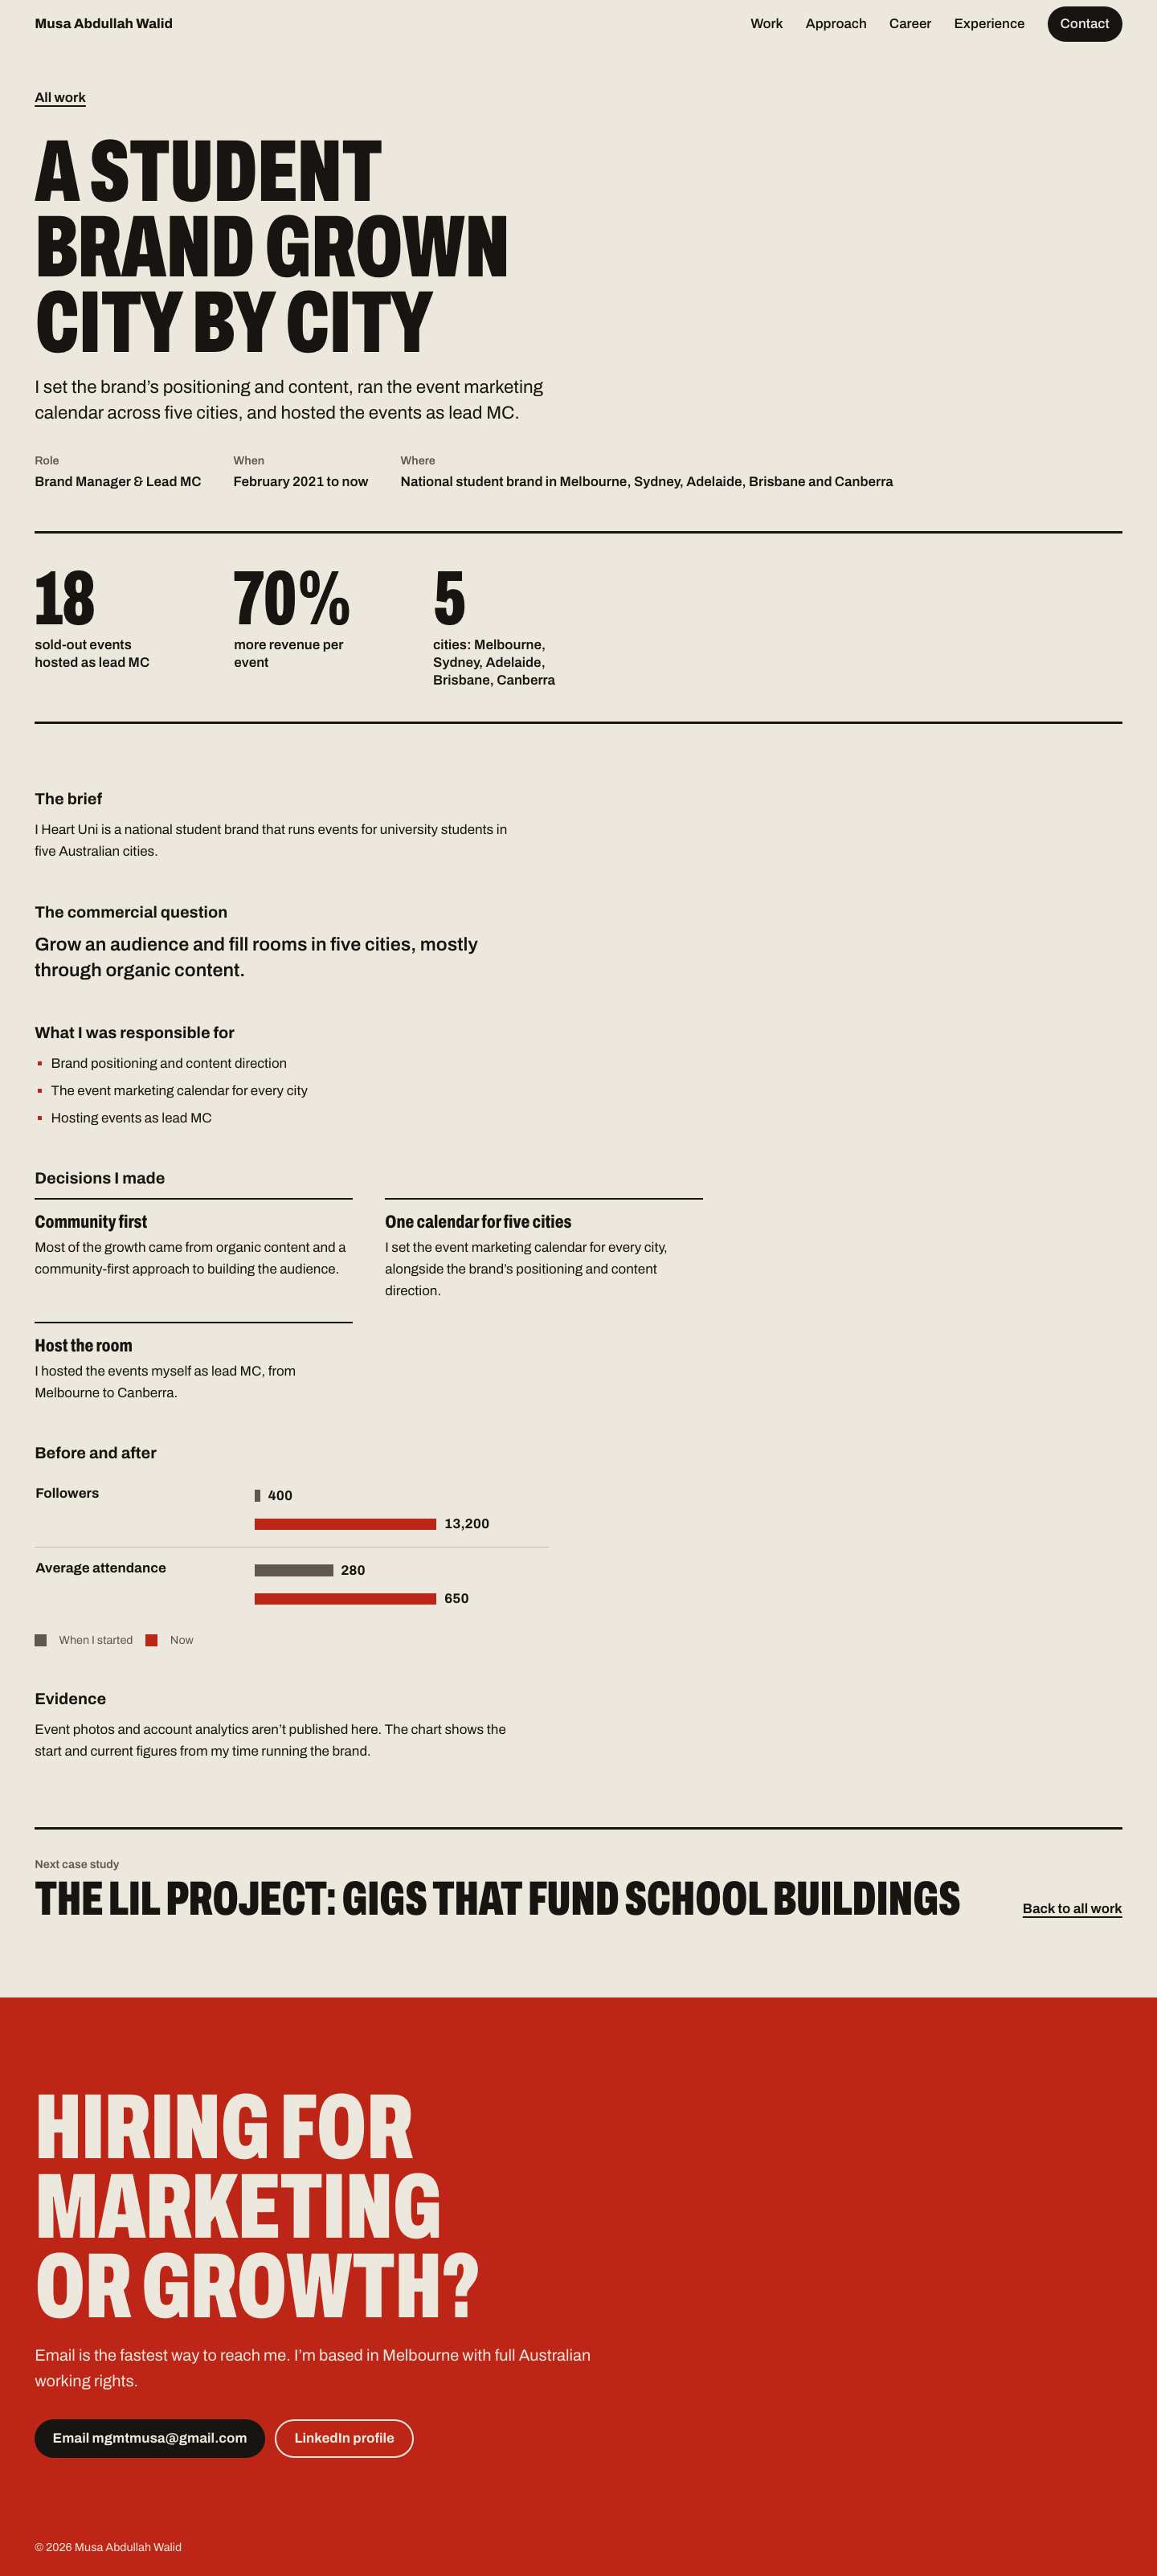 Musa Abdullah Walid
Work
Approach
Career
Experience
Contact
All work
A STUDENT
BRAND GROWN
CITY BY CITY
I set the brand’s positioning and content, ran the event marketing
calendar across five cities, and hosted the events as lead MC.
Role
Brand Manager & Lead MC
When
February 2021 to now
Where
National student brand in Melbourne, Sydney, Adelaide, Brisbane and Canberra
18
sold-out events
hosted as lead MC
70%
more revenue per
event
5
cities: Melbourne,
Sydney, Adelaide,
Brisbane, Canberra
The brief
I Heart Uni is a national student brand that runs events for university students in
five Australian cities.
The commercial question
Grow an audience and fill rooms in five cities, mostly
through organic content.
What I was responsible for
Brand positioning and content direction
The event marketing calendar for every city
Hosting events as lead MC
Decisions I made
Community first
Most of the growth came from organic content and a
community-first approach to building the audience.
One calendar for five cities
I set the event marketing calendar for every city,
alongside the brand’s positioning and content
direction.
Host the room
I hosted the events myself as lead MC, from
Melbourne to Canberra.
Before and after
Followers
400
13,200
Average attendance
280
650
When I started
Now
Evidence
Event photos and account analytics aren’t published here. The chart shows the
start and current figures from my time running the brand.
Next case study
THE LIL PROJECT: GIGS THAT FUND SCHOOL BUILDINGS
Back to all work
HIRING FOR
MARKETING
OR GROWTH?
Email is the fastest way to reach me. I’m based in Melbourne with full Australian
working rights.
Email mgmtmusa@gmail.com
LinkedIn profile
© 2026 Musa Abdullah Walid